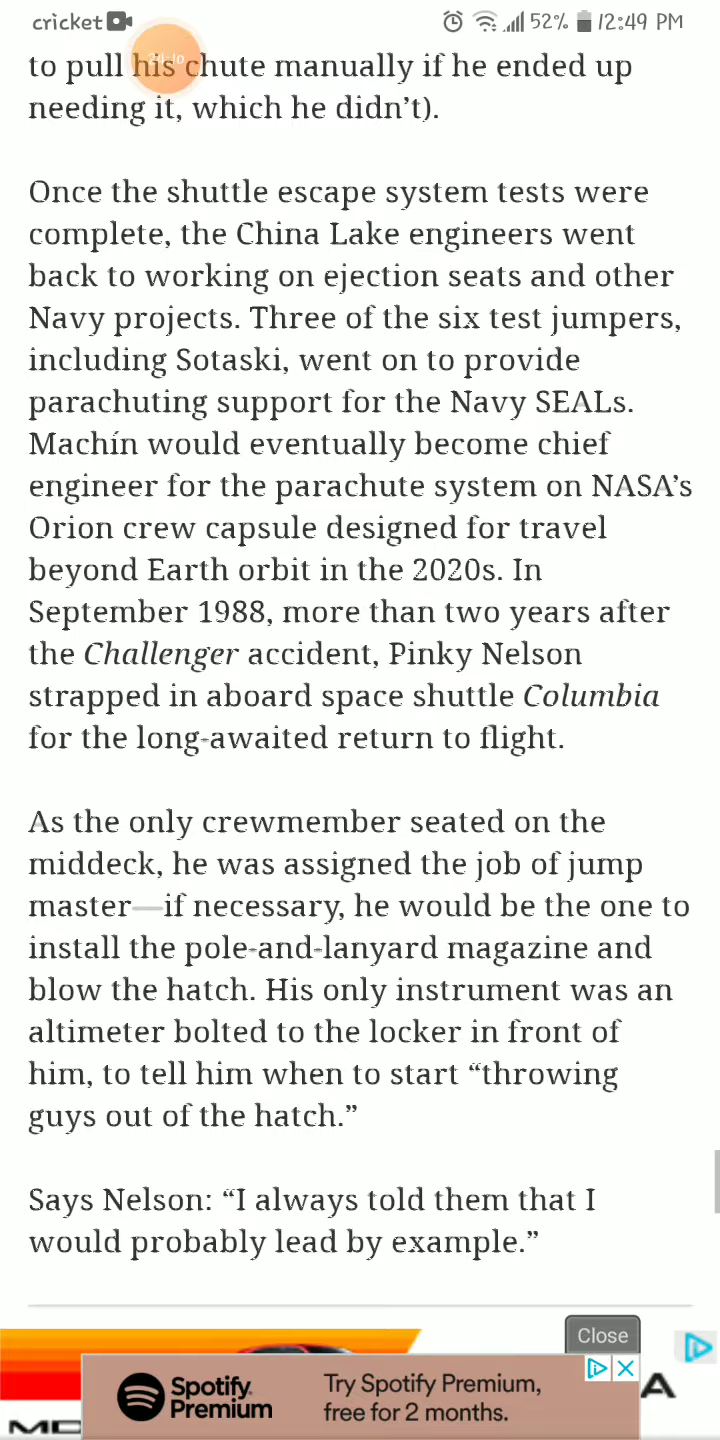 cricket 52% 12:49 PM
to pull his chute manually if he ended up
needing it, which he didn’t).
Once the shuttle escape system tests were
complete, the China Lake engineers went
back to working on ejection seats and other
Navy projects. Three of the six test jumpers,
including Sotaski, went on to provide
parachuting support for the Navy SEALs.
Machín would eventually become chief
engineer for the parachute system on NASA’s
Orion crew capsule designed for travel
beyond Earth orbit in the 2020s. In
September 1988, more than two years after
the Challenger accident, Pinky Nelson
strapped in aboard space shuttle Columbia
for the long-awaited return to flight.
As the only crewmember seated on the
middeck, he was assigned the job of jump
master—if necessary, he would be the one to
install the pole-and-lanyard magazine and
blow the hatch. His only instrument was an
altimeter bolted to the locker in front of
him, to tell him when to start “throwing
guys out of the hatch.”
Says Nelson: “I always told them that I
would probably lead by example.”
Close
Spotify Premium
Try Spotify Premium,
free for 2 months.